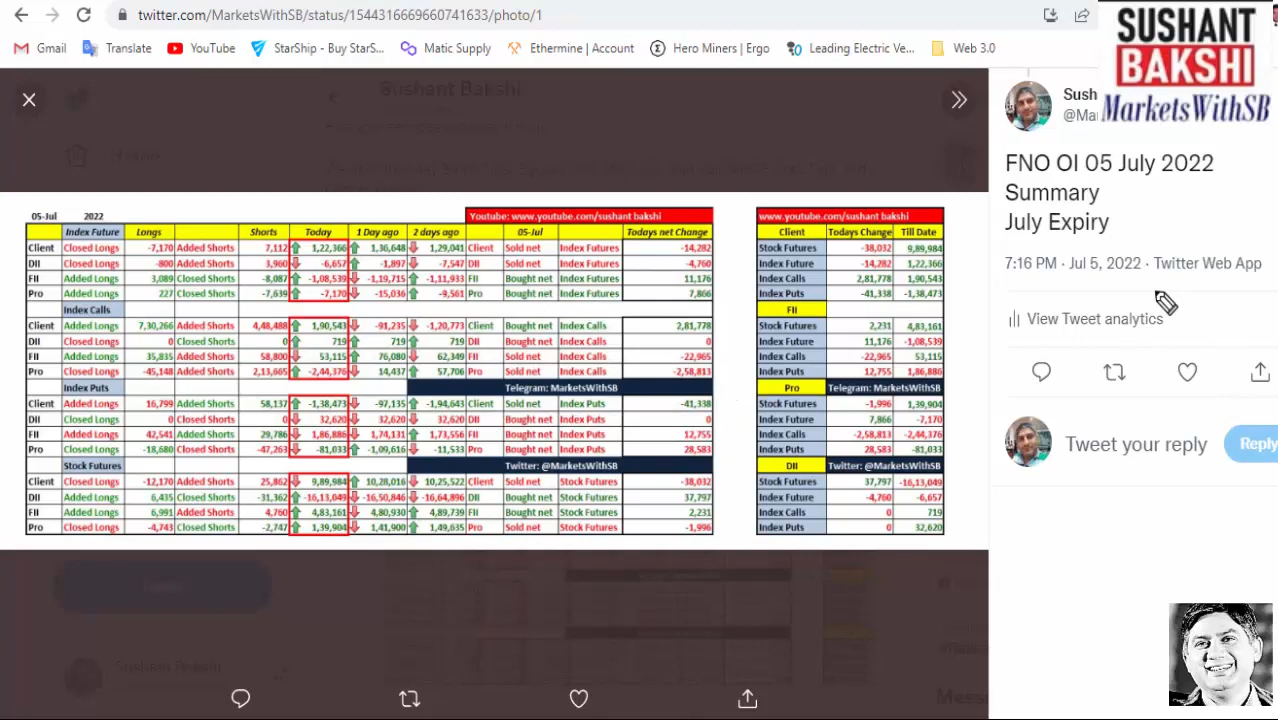 twitter.com/MarketsWithSB/status/1544316669660741633/photo/1
Gmail Translate YouTube StarShip - Buy StarS... Matic Supply Ethermine | Account Hero Miners | Ergo Leading Electric Ve... Web 3.0
SUSHANT
BAKSHI
MarketsWithSB
Sush
@Ma
FNO OI 05 July 2022
Summary
July Expiry
7:16 PM · Jul 5, 2022 · Twitter Web App
View Tweet analytics
Tweet your reply
Reply
05-Jul 2022 Youtube: www.youtube.com/sushant bakshi
Index Future Longs Shorts Today 1 Day ago 2 days ago 05-Jul Todays net Change
Client Closed Longs -7,170 Added Shorts 7,112 1,22,366 1,36,648 1,29,041 Client Sold net Index Futures -14,282
DII Closed Longs -800 Added Shorts 3,960 -6,657 -1,897 -7,547 DII Sold net Index Futures -4,760
FII Added Longs 3,089 Closed Shorts -8,087 -1,08,539 -1,19,715 -1,11,933 FII Bought net Index Futures 11,176
Pro Added Longs 227 Closed Shorts -7,639 -7,170 -15,036 -9,561 Pro Bought net Index Futures 7,866
Index Calls
Client Added Longs 7,30,266 Added Shorts 4,48,488 1,90,543 -91,235 -1,20,773 Client Bought net Index Calls 2,81,778
DII Closed Longs 0 Closed Shorts 0 719 719 719 DII Bought net Index Calls 0
FII Added Longs 35,835 Added Shorts 58,800 53,115 76,080 62,349 FII Sold net Index Calls -22,965
Pro Closed Longs -45,148 Added Shorts 2,13,665 -2,44,376 14,437 57,706 Pro Sold net Index Calls -2,58,813
Index Puts Telegram: MarketsWithSB
Client Added Longs 16,799 Added Shorts 58,137 -1,38,473 -97,135 -1,94,643 Client Sold net Index Puts -41,338
DII Closed Longs 0 Closed Shorts 0 32,620 32,620 32,620 DII Bought net Index Puts 0
FII Added Longs 42,541 Added Shorts 29,786 1,86,886 1,74,131 1,73,556 FII Bought net Index Puts 12,755
Pro Closed Longs -18,680 Closed Shorts -47,263 -81,033 -1,09,616 -11,533 Pro Bought net Index Puts 28,583
Stock Futures Twitter: @MarketsWithSB
Client Closed Longs -12,170 Added Shorts 25,862 9,89,984 10,28,016 10,25,522 Client Sold net Stock Futures -38,032
DII Added Longs 6,435 Closed Shorts -31,362 -16,13,049 -16,50,846 -16,64,896 DII Bought net Stock Futures 37,797
FII Added Longs 6,991 Added Shorts 4,760 4,83,161 4,80,930 4,89,739 FII Bought net Stock Futures 2,231
Pro Closed Longs -4,743 Closed Shorts -2,747 1,39,904 1,41,900 1,49,635 Pro Sold net Stock Futures -1,996
www.youtube.com/sushant bakshi
Client Todays Change Till Date
Stock Futures -38,032 9,89,984
Index Future -14,282 1,22,366
Index Calls 2,81,778 1,90,543
Index Puts -41,338 -1,38,473
FII
Stock Futures 2,231 4,83,161
Index Future 11,176 -1,08,539
Index Calls -22,965 53,115
Index Puts 12,755 1,86,886
Pro Telegram: MarketsWithSB
Stock Futures -1,996 1,39,904
Index Future 7,866 -7,170
Index Calls -2,58,813 -2,44,376
Index Puts 28,583 -81,033
DII Twitter: @MarketsWithSB
Stock Futures 37,797 -16,13,049
Index Future -4,760 -6,657
Index Calls 0 719
Index Puts 0 32,620
Sushant Bakshi